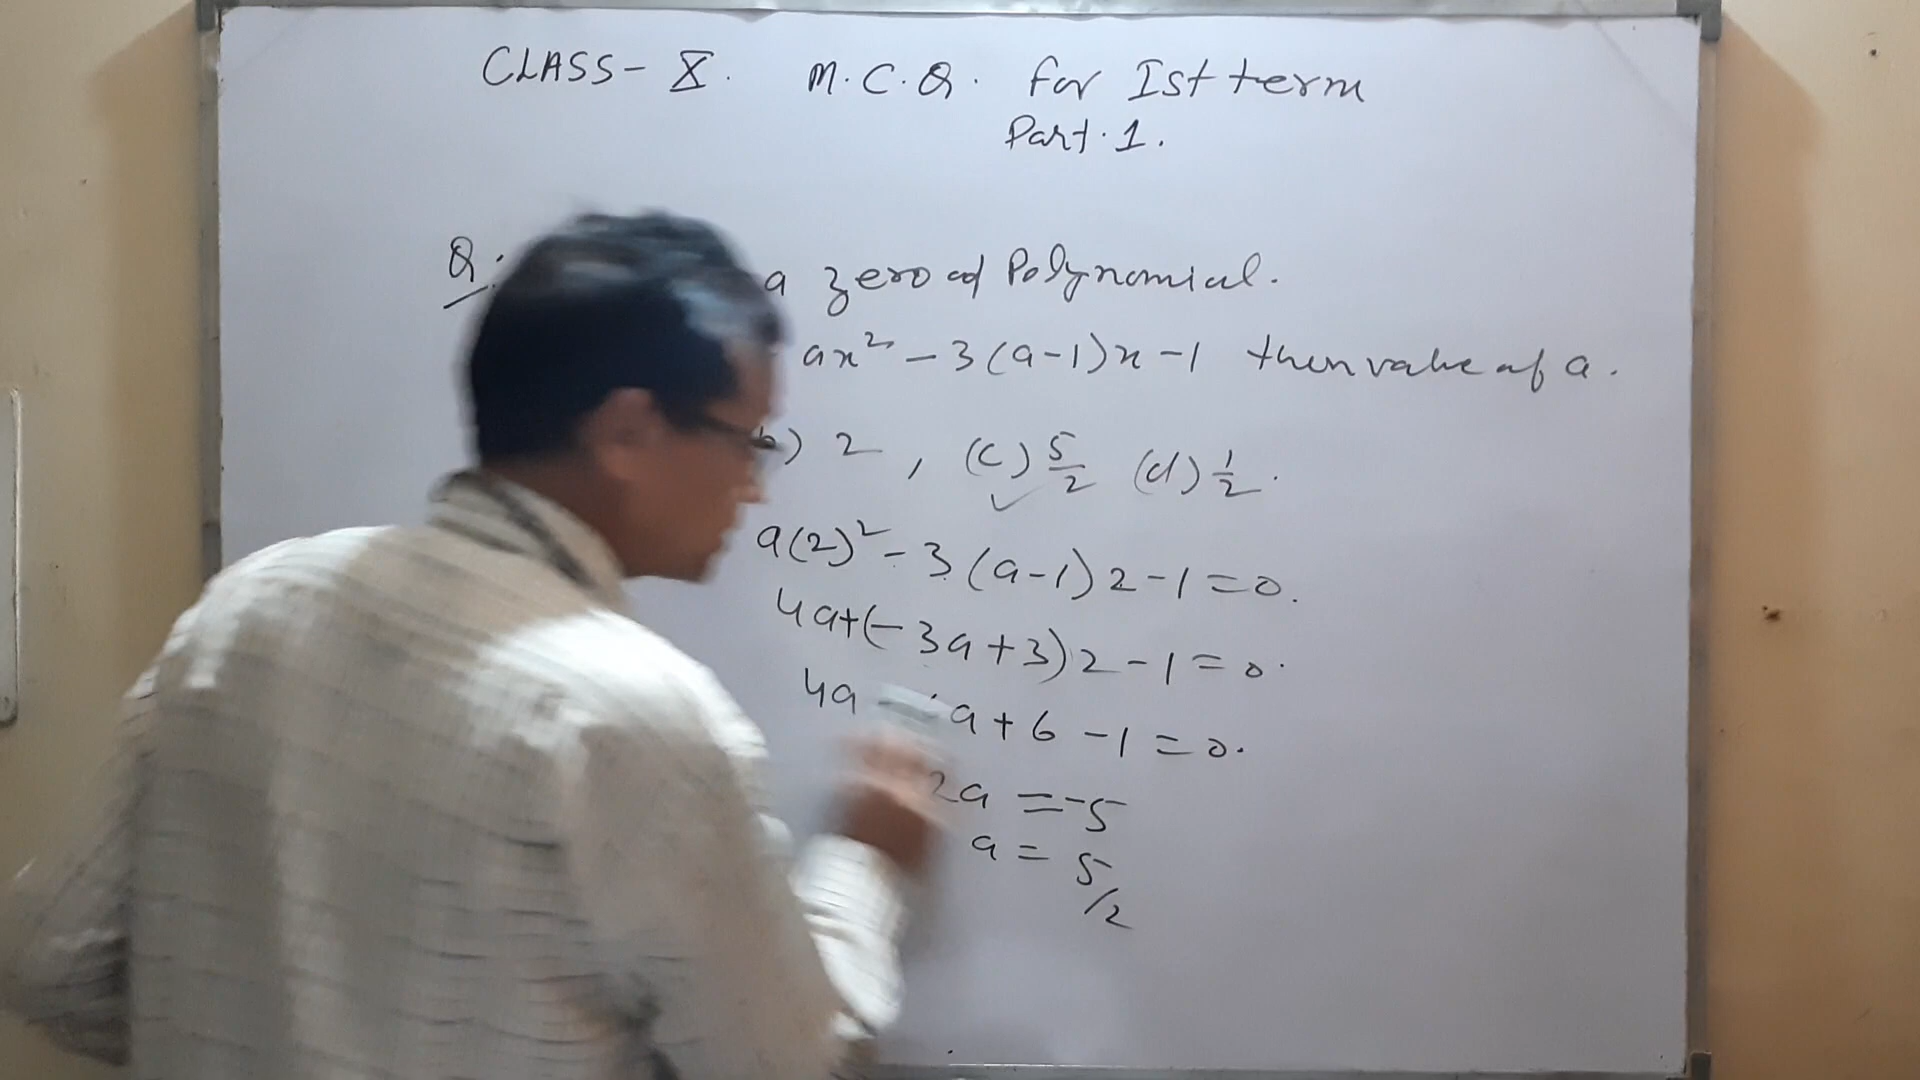 CLASS-X. M.C.Q. for Ist term
Part.1.
Q. a zero of Polynomial.
ax² - 3(a-1)x - 1 then value of a.
b) 2, (c) 5/2 (d) 1/2.
a(2)² - 3(a-1)2 - 1 = 0.
4a+(-3a+3)2 - 1 = 0.
4a a + 6 - 1 = 0.
2a = -5
a = 5/2